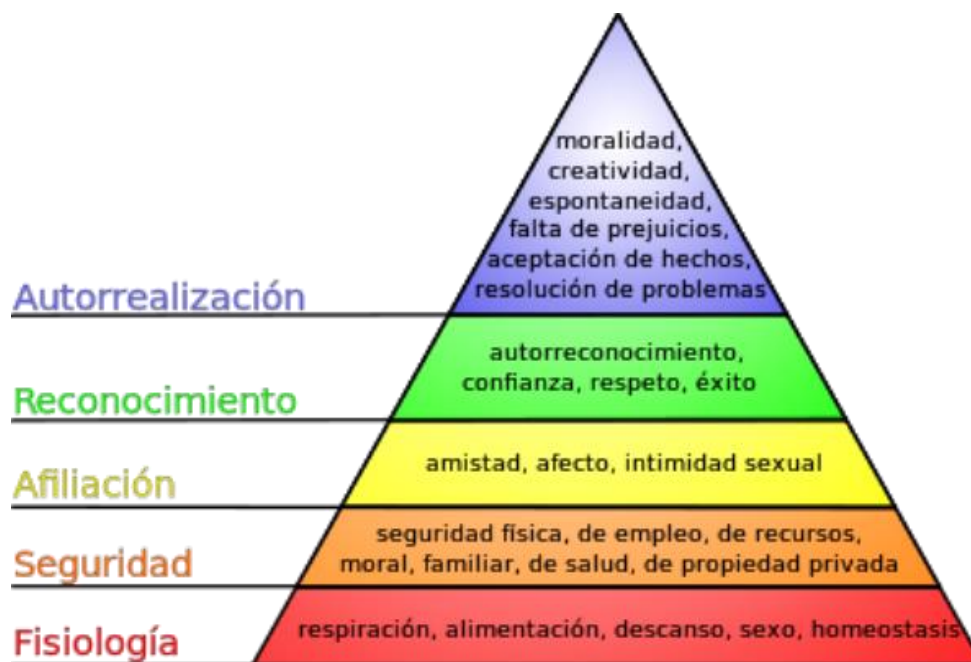 moralidad,
creatividad,
espontaneidad,
falta de prejuicios,
aceptación de hechos,
resolución de problemas
Autorrealización
autorreconocimiento,
confianza, respeto, éxito
Reconocimiento
amistad, afecto, intimidad sexual
Afiliación
seguridad física, de empleo, de recursos,
moral, familiar, de salud, de propiedad privada
Seguridad
respiración, alimentación, descanso, sexo, homeostasis
Fisiología